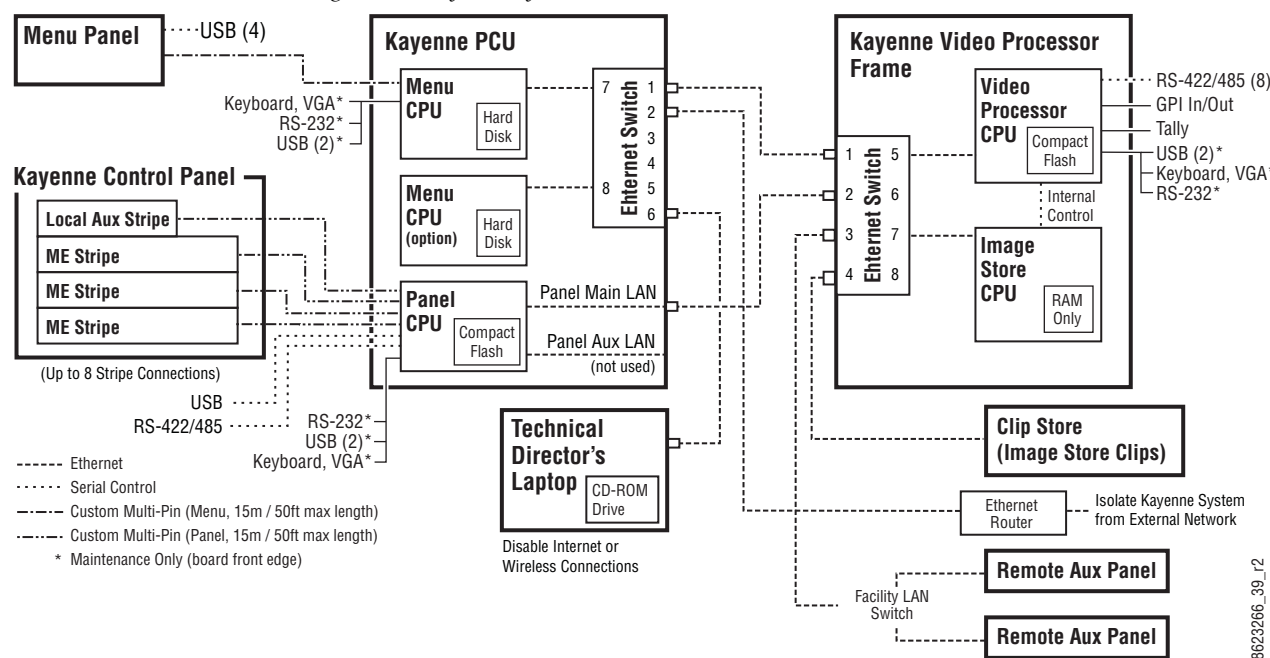 Menu Panel
USB (4)
Kayenne PCU
Menu
CPU
Hard
Disk
Keyboard, VGA*
RS-232*
USB (2)*
7
8
Ehternet Switch
1
2
3
4
5
6
Menu
CPU
(option)
Hard
Disk
Kayenne Control Panel
Local Aux Stripe
ME Stripe
ME Stripe
ME Stripe
(Up to 8 Stripe Connections)
USB
RS-422/485
Panel
CPU
Compact
Flash
Panel Main LAN
Panel Aux LAN
(not used)
RS-232*
USB (2)*
Keyboard, VGA*
Ethernet
Serial Control
Custom Multi-Pin (Menu, 15m / 50ft max length)
Custom Multi-Pin (Panel, 15m / 50ft max length)
* Maintenance Only (board front edge)
Technical
Director's
Laptop
CD-ROM
Drive
Disable Internet or
Wireless Connections
Kayenne Video Processor
Frame
Video
Processor
CPU
Compact
Flash
RS-422/485 (8)
GPI In/Out
Tally
USB (2)*
Keyboard, VGA*
RS-232*
1
2
3
4
Ehternet Switch
5
6
7
8
Internal
Control
Image
Store
CPU
RAM
Only
Clip Store
(Image Store Clips)
Ethernet
Router
Isolate Kayenne System
from External Network
Facility LAN
Switch
Remote Aux Panel
Remote Aux Panel
8623266_39_r2